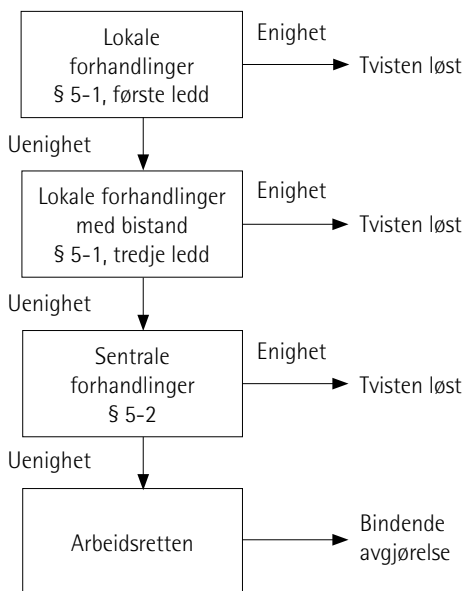 Lokale
forhandlinger
§ 5-1, første ledd
Enighet
Tvisten løst
Uenighet
Lokale forhandlinger
med bistand
§ 5-1, tredje ledd
Enighet
Tvisten løst
Uenighet
Sentrale
forhandlinger
§ 5-2
Enighet
Tvisten løst
Uenighet
Arbeidsretten
Bindende
avgjørelse